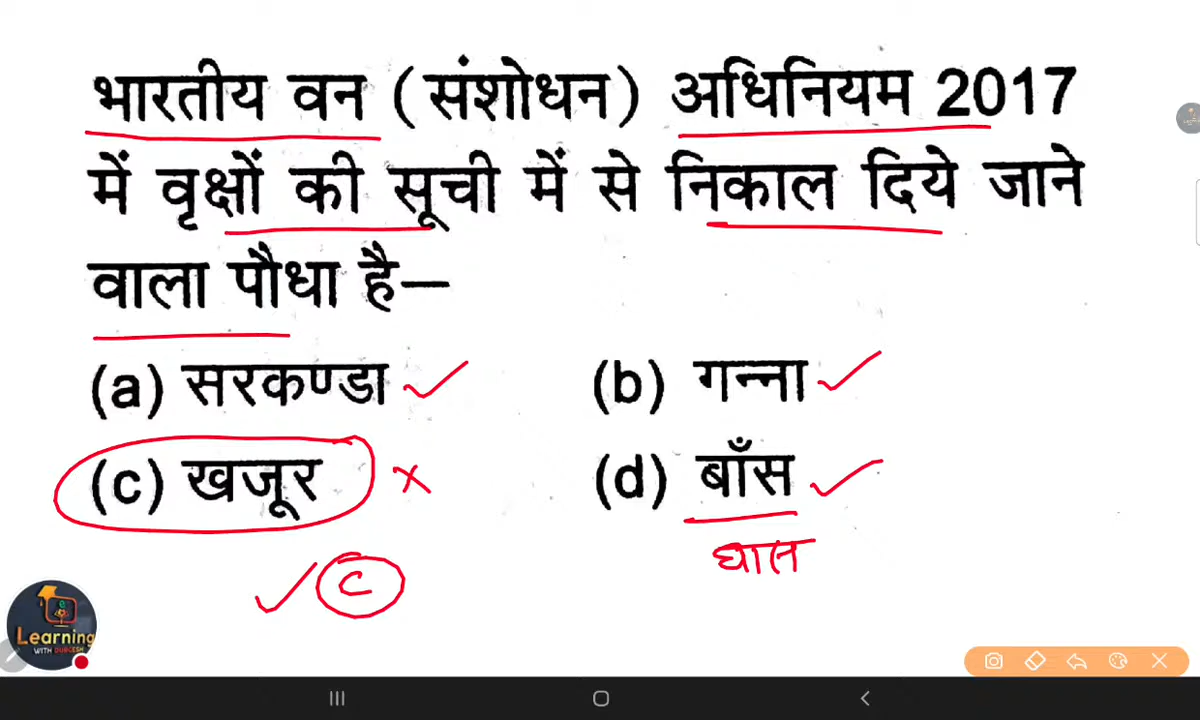 भारतीय वन (संशोधन) अधिनियम 2017
में वृक्षों की सूची में से निकाल दिये जाने
वाला पौधा है—
(a) सरकण्डा (b) गन्ना
(c) खजूर (d) बाँस
घास
C
Learning
WITH DURGESH